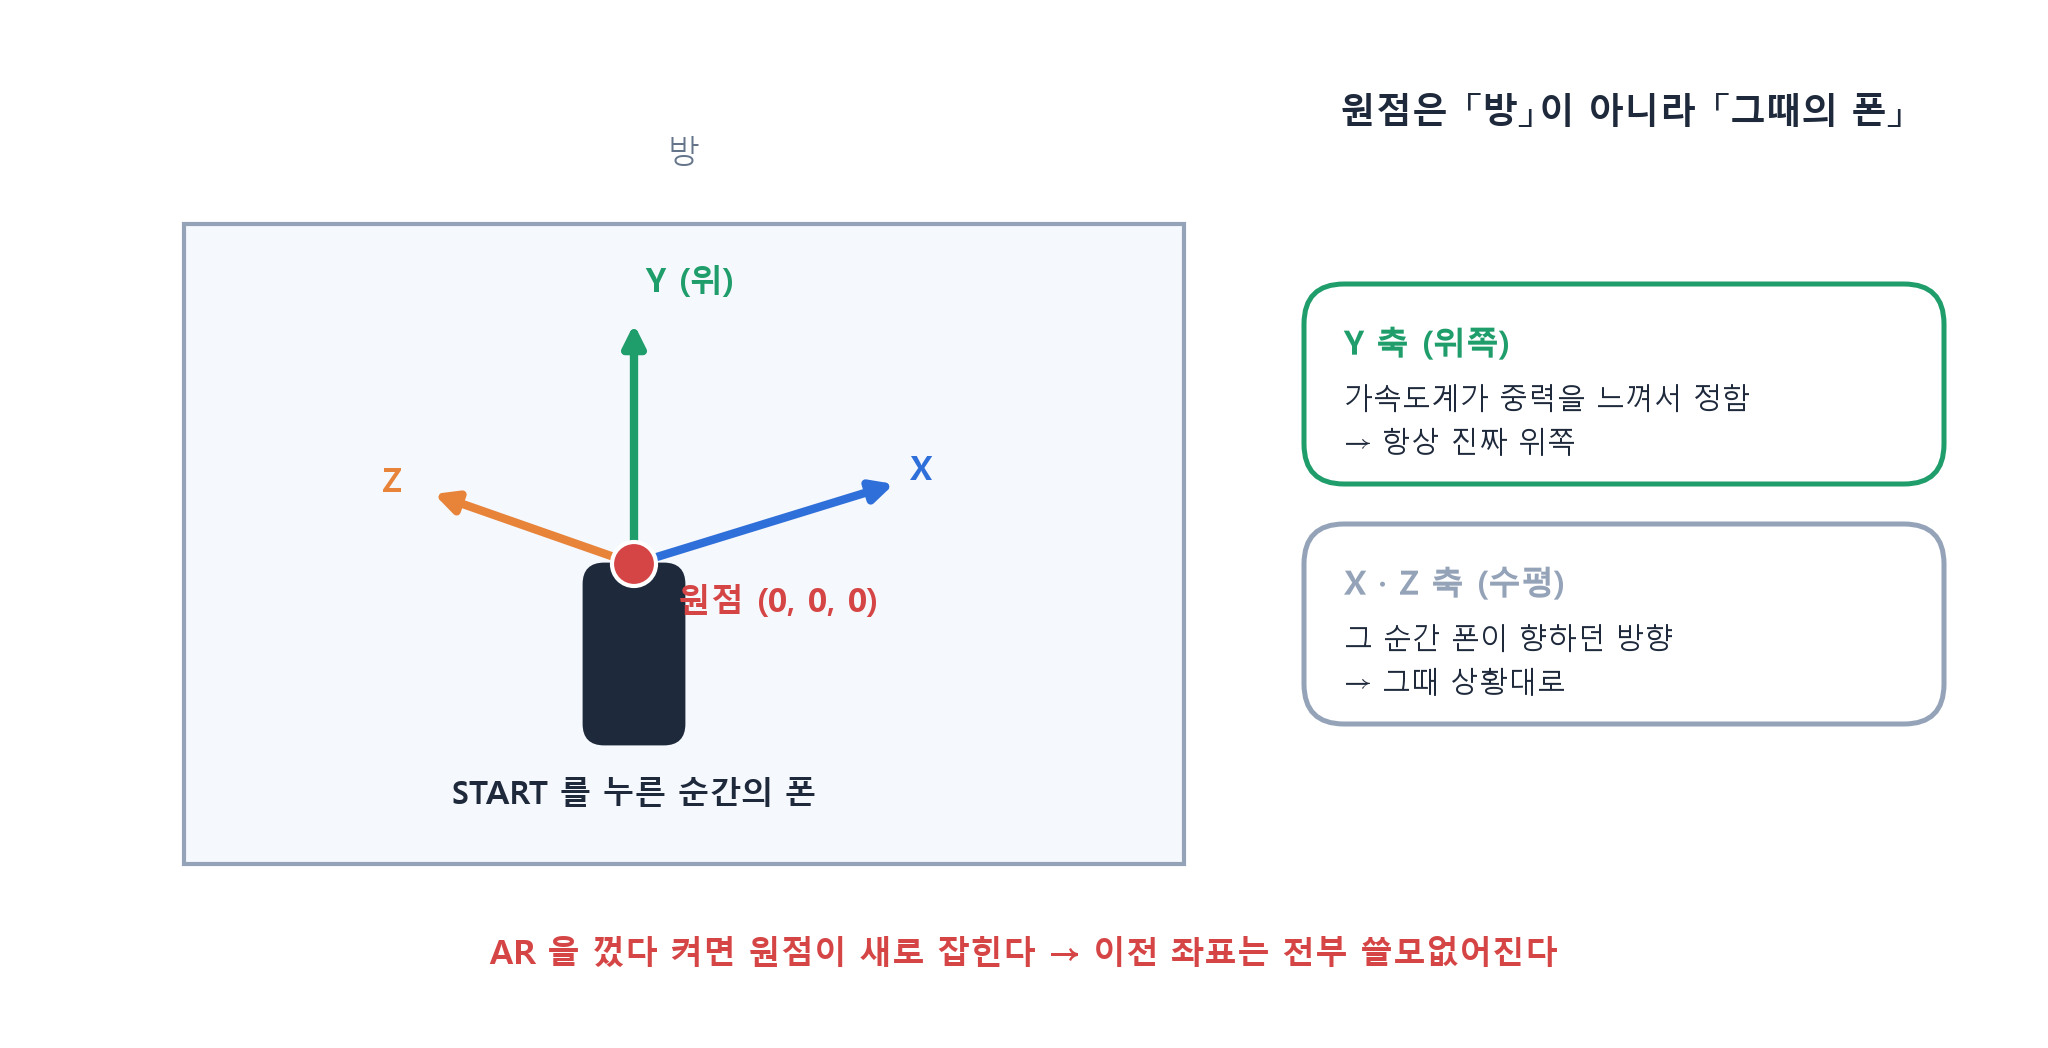 원점은 「방」이 아니라 「그때의 폰」
방
Y (위)
Z
X
원점 (0, 0, 0)
START 를 누른 순간의 폰
Y 축 (위쪽)
가속도계가 중력을 느껴서 정함
→ 항상 진짜 위쪽
X · Z 축 (수평)
그 순간 폰이 향하던 방향
→ 그때 상황대로
AR 을 껐다 켜면 원점이 새로 잡힌다 → 이전 좌표는 전부 쓸모없어진다